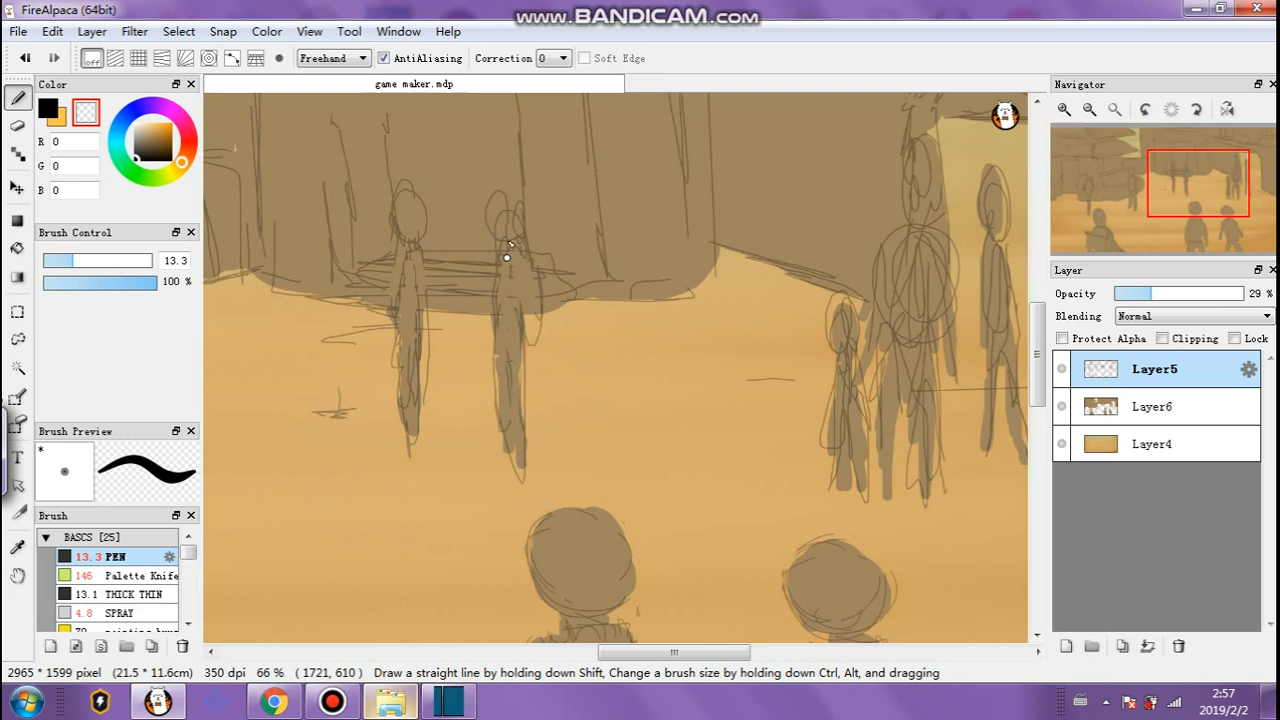 FireAlpaca (64bit)
www.BANDICAM.com
File Edit Layer Filter Select Snap Color View Tool Window Help
off Freehand AntiAliasing Correction 0 Soft Edge
Color
game maker.mdp
Navigator
R 0
G 0
B 0
Brush Control
13.3
100 %
Layer
Opacity 29 %
Blending Normal
Protect Alpha Clipping Lock
Layer5
Layer6
Layer4
Brush Preview
*
T
Brush
BASCS [25]
13.3 PEN
146 Palette Knife
13.1 THICK THIN
4.8 SPRAY
2965 * 1599 pixel (21.5 * 11.6cm) 350 dpi 66 % ( 1721, 610 ) Draw a straight line by holding down Shift, Change a brush size by holding down Ctrl, Alt, and dragging
2:57
2019/2/2